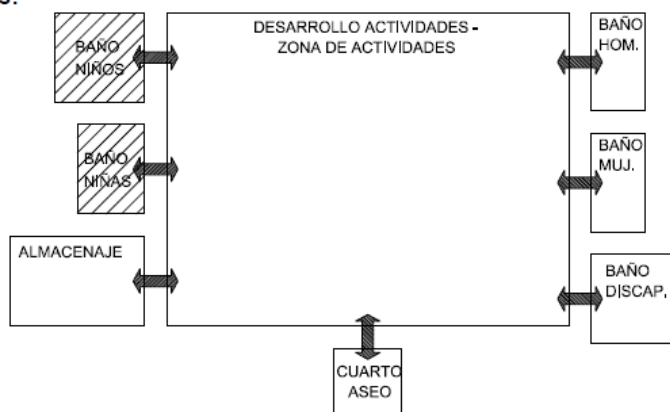 DESARROLLO ACTIVIDADES -
ZONA DE ACTIVIDADES
BAÑO
NIÑOS
BAÑO
NIÑAS
ALMACENAJE
BAÑO
HOM.
BAÑO
MUJ.
BAÑO
DISCAP.
CUARTO
ASEO